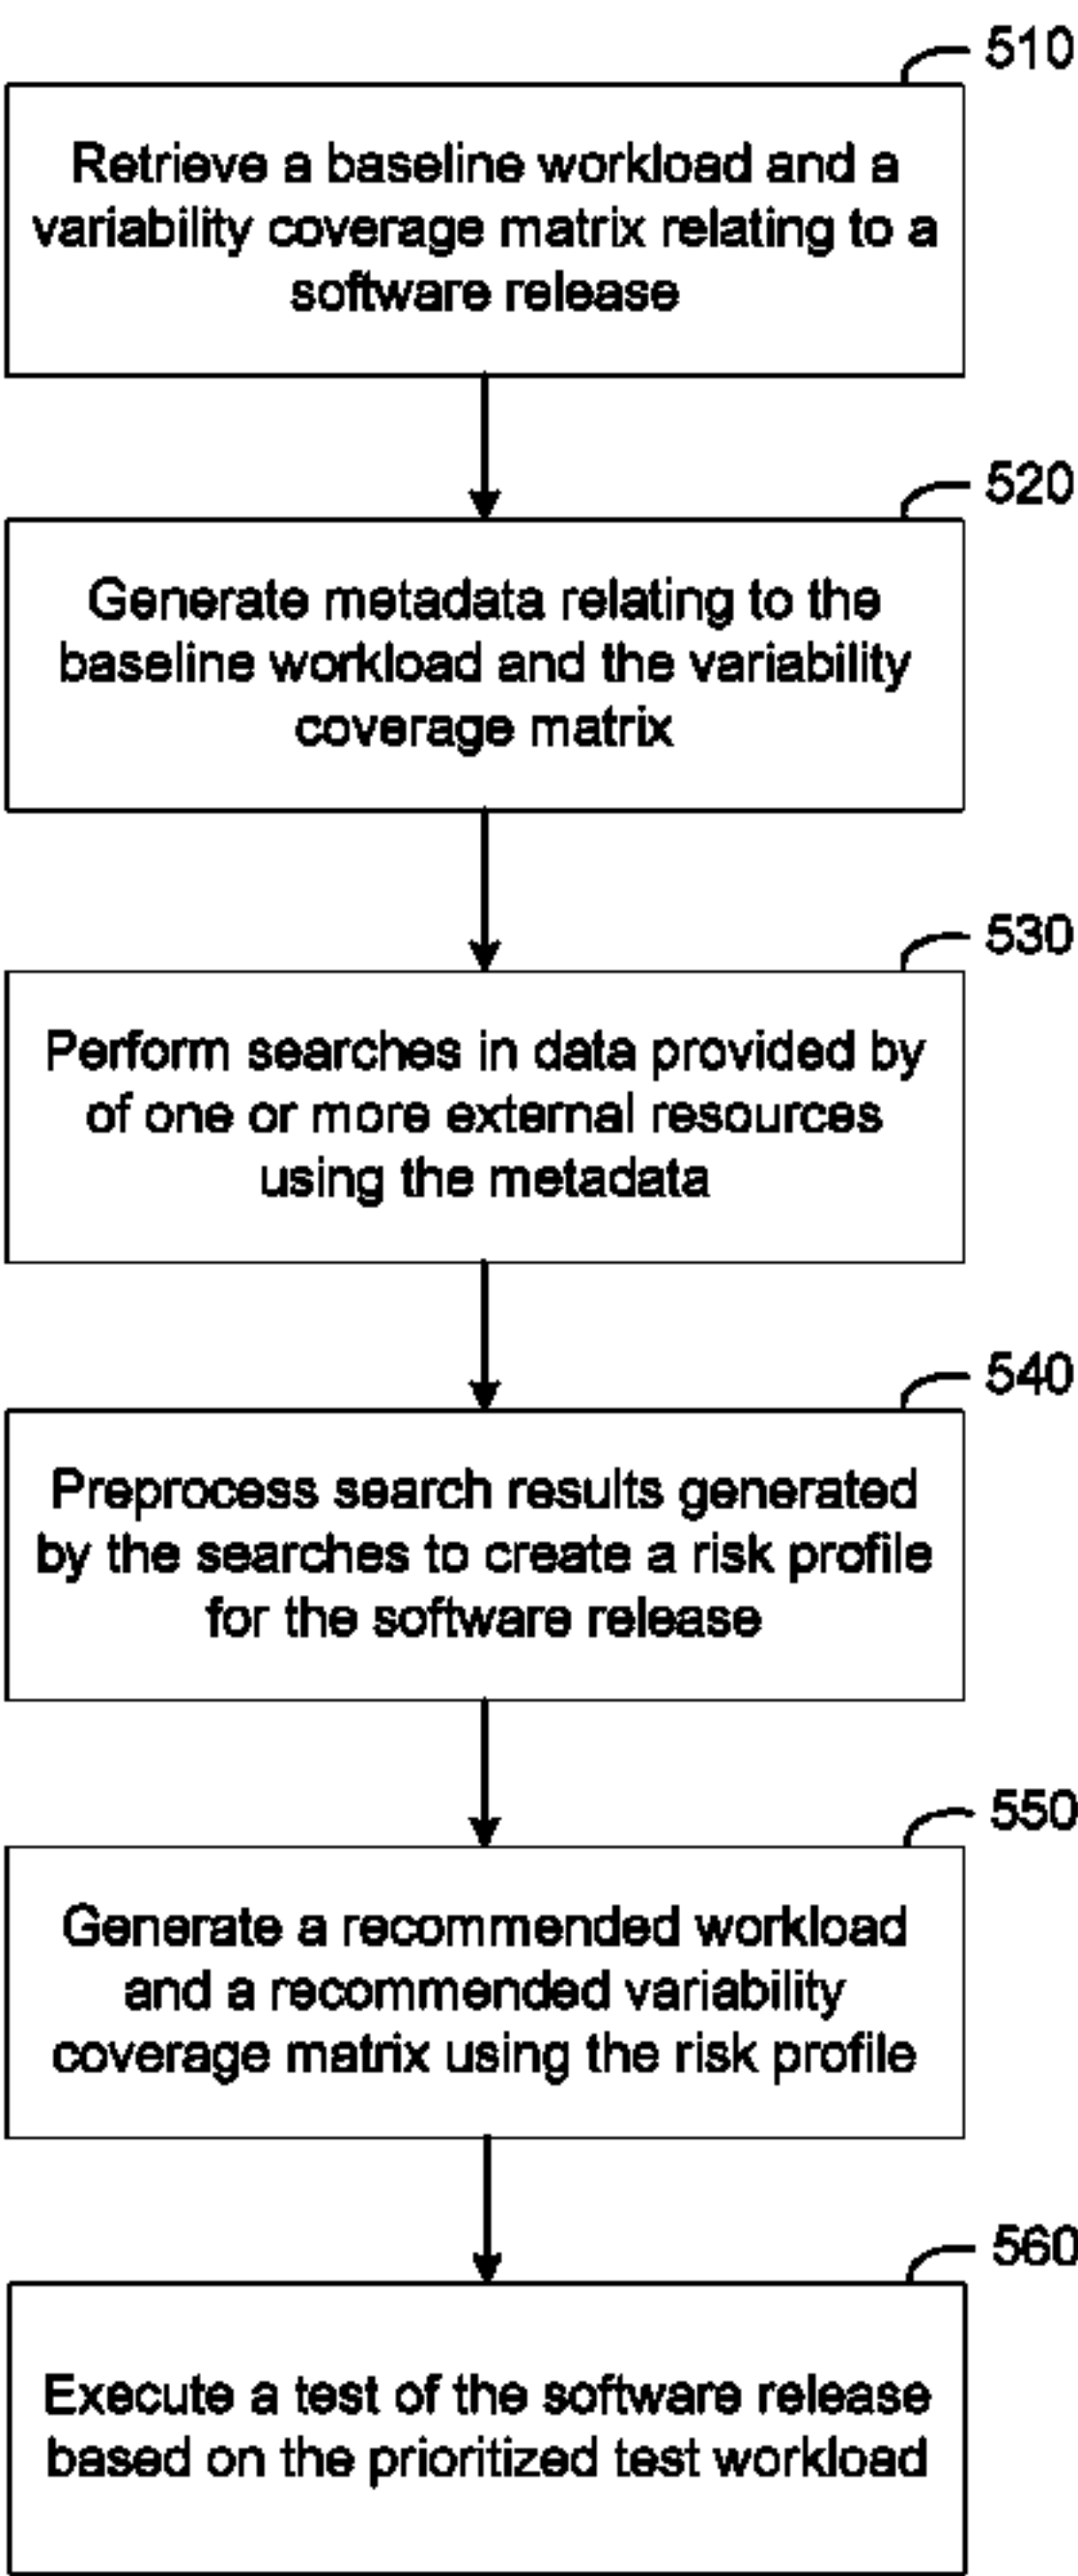 510
Retrieve a baseline workload and a
variability coverage matrix relating to a
software release
520
Generate metadata relating to the
baseline workload and the variability
coverage matrix
530
Perform searches in data provided by
of one or more external resources
using the metadata
540
Preprocess search results generated
by the searches to create a risk profile
for the software release
550
Generate a recommended workload
and a recommended variability
coverage matrix using the risk profile
560
Execute a test of the software release
based on the prioritized test workload